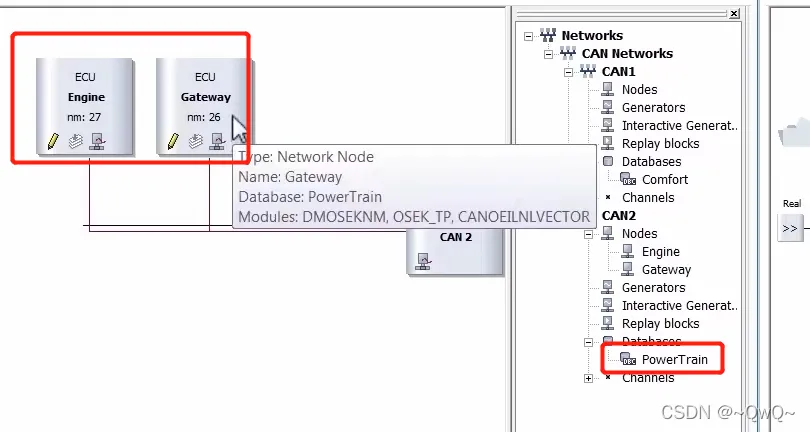 ECU
Engine
nm: 27
ECU
Gateway
nm: 26
Type: Network Node
Name: Gateway
Database: PowerTrain
Modules: DMOSEKNM, OSEK_TP, CANOEILNLVECTOR
CAN 2
Networks
CAN Networks
CAN1
Nodes
Generators
Interactive Generat..
Replay blocks
Databases
DBC
Comfort
Channels
CAN2
Nodes
Engine
Gateway
Generators
Interactive Generat..
Replay blocks
Databases
DBC
PowerTrain
Channels
Real
>>
CSDN @~QwQ~